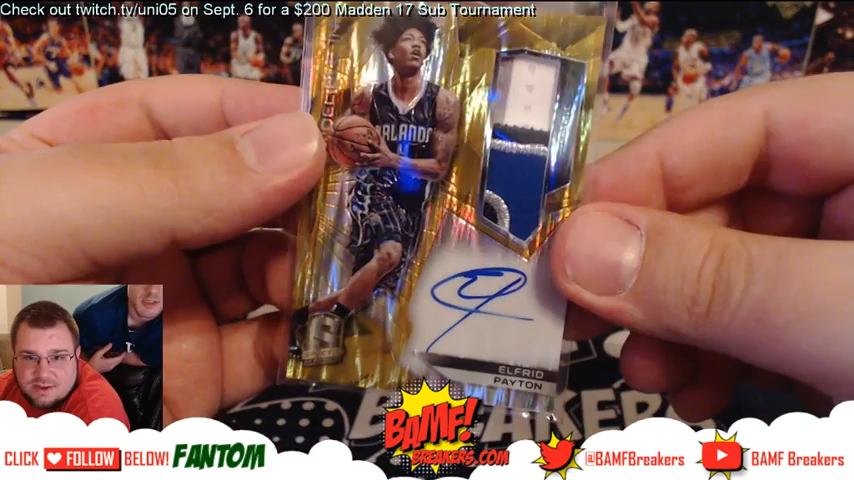 Check out twitch.tv/uni05 on Sept. 6 for a $200 Madden 17 Sub Tournament
ORLANDO
ELFRID
PAYTON
CLICK FOLLOW BELOW! FANTOM
BAMF!
BREAKERS.COM
@BAMFBreakers
BAMF Breakers